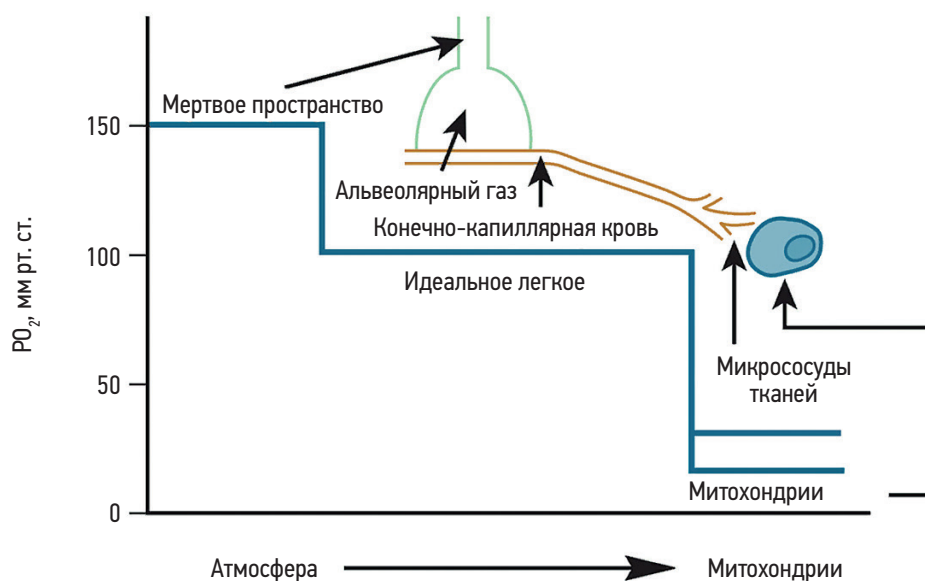 Мертвое пространство
150
Альвеолярный газ
Конечно-капиллярная кровь
100
Идеальное легкое
PO₂, мм рт. ст.
Микрососуды
тканей
50
Митохондрии
0
Атмосфера
Митохондрии